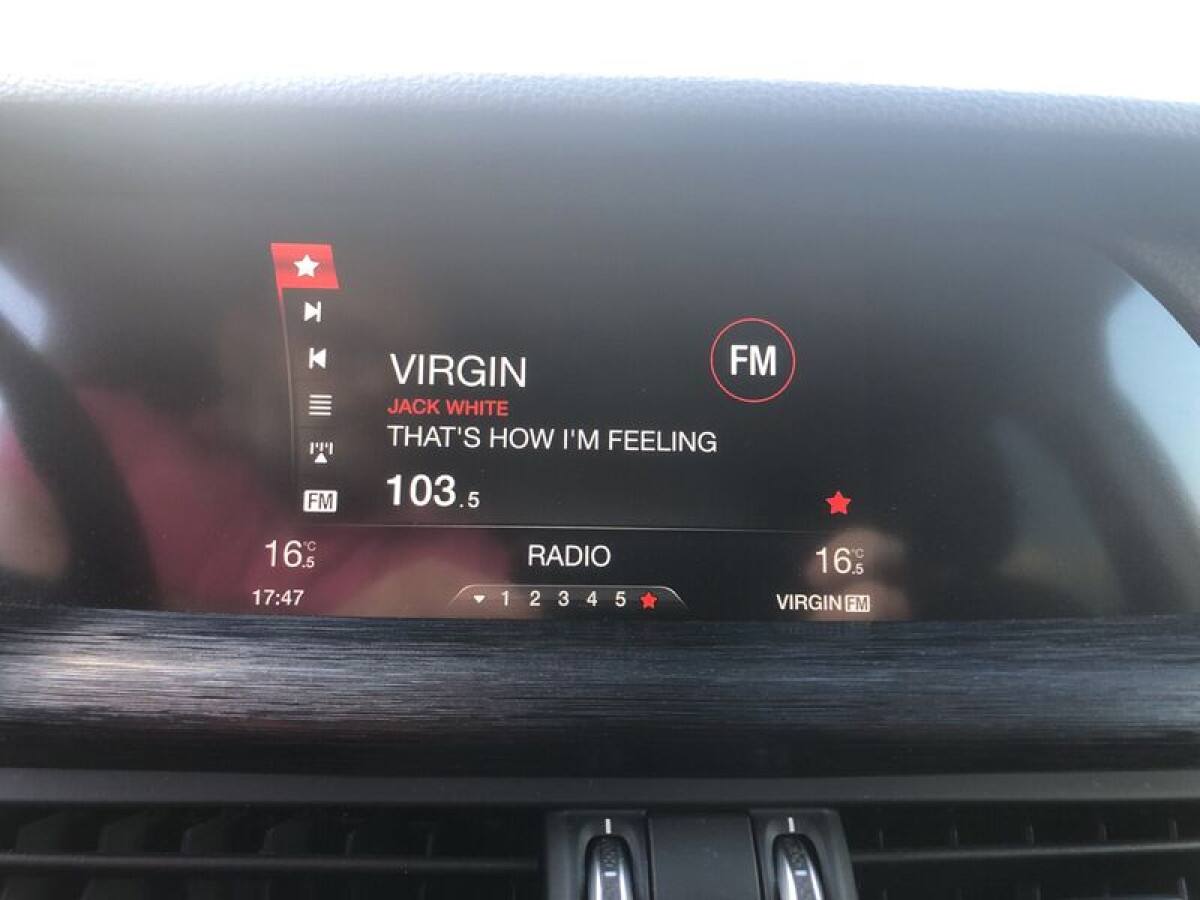 VIRGIN
FM
JACK WHITE
THAT'S HOW I'M FEELING
103.5
FM
16.5°C
RADIO
16.5°C
17:47
1 2 3 4 5
VIRGIN FM